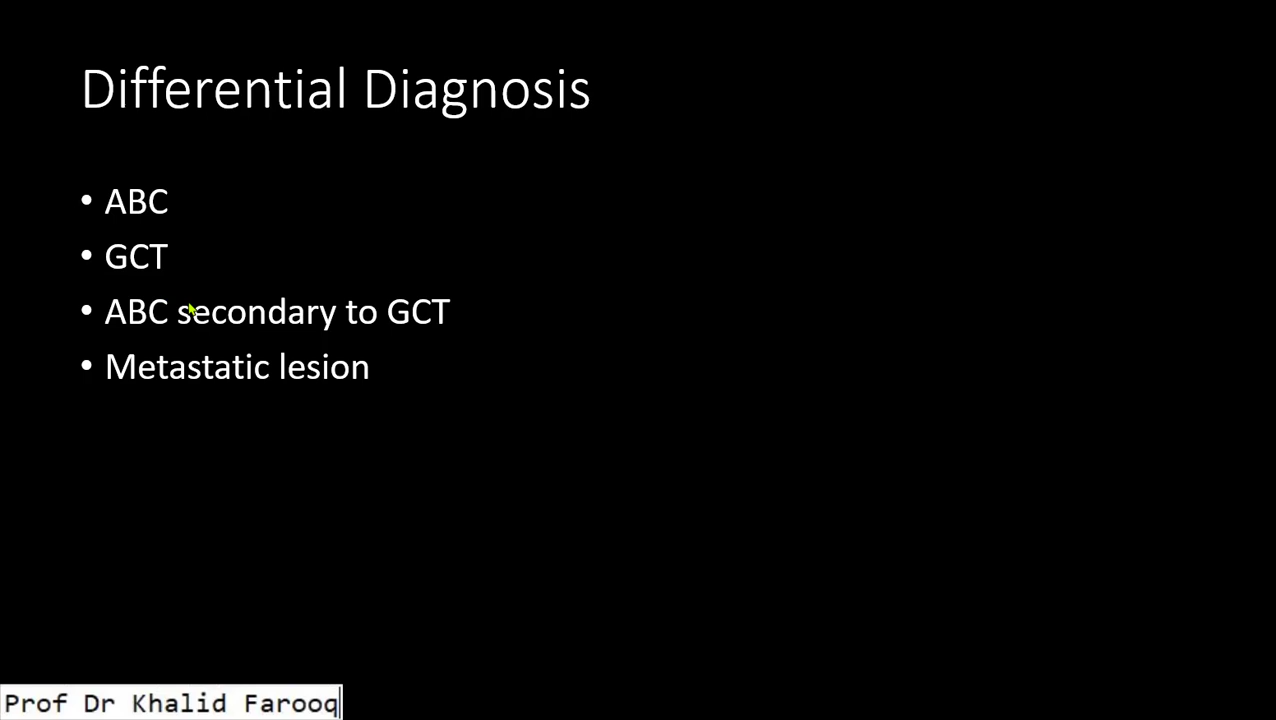 Differential Diagnosis
• ABC
• GCT
• ABC secondary to GCT
• Metastatic lesion
Prof Dr Khalid Farooq